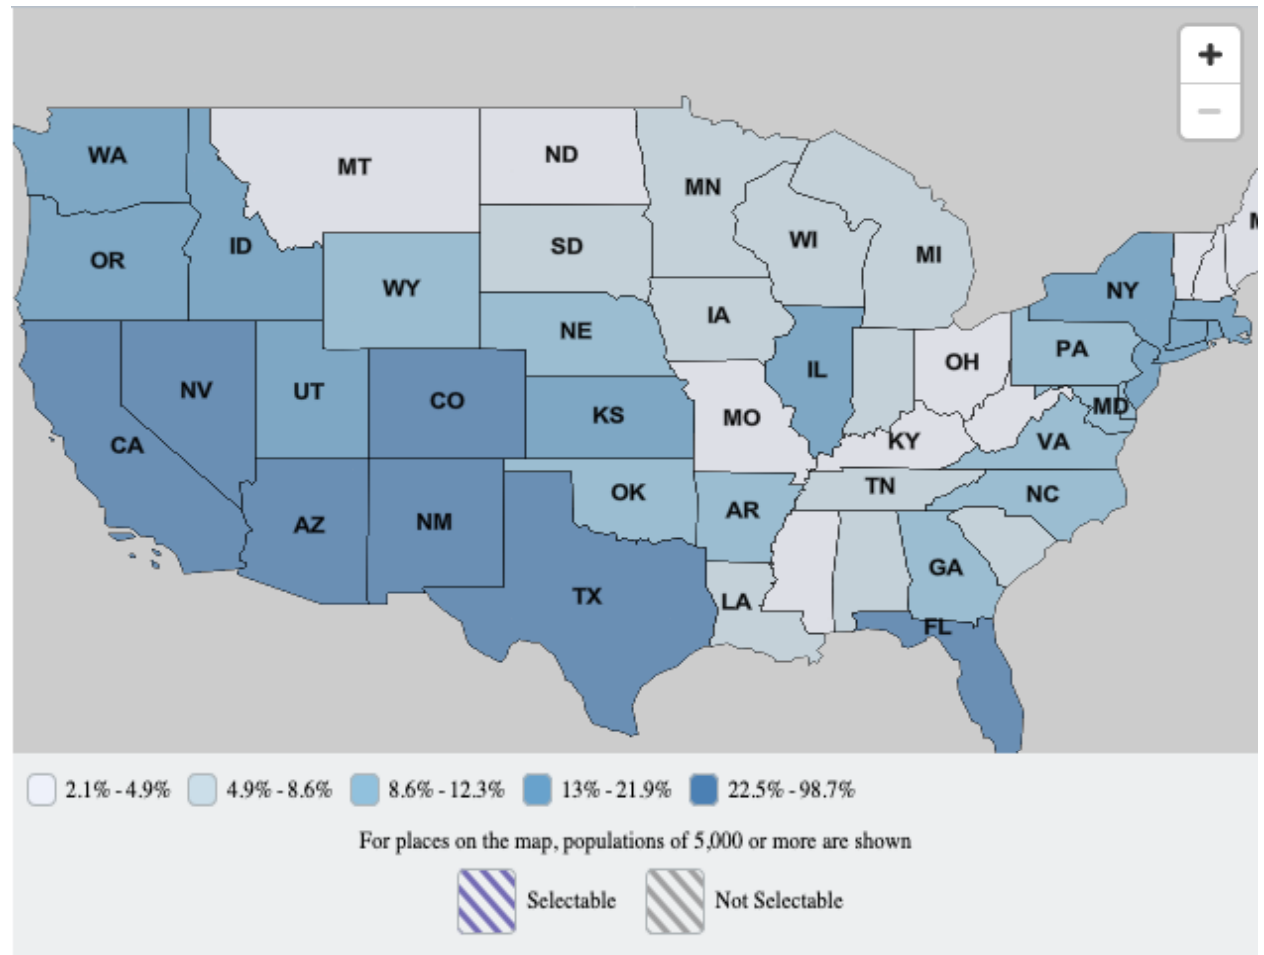 +
−
WA
MT
ND
MN
OR
ID
SD
WI
MI
WY
NY
NE
IA
PA
NV
UT
CO
KS
MO
IL
OH
MD
CA
KY
VA
AZ
NM
OK
AR
TN
NC
TX
LA
GA
FL
2.1% - 4.9% 4.9% - 8.6% 8.6% - 12.3% 13% - 21.9% 22.5% - 98.7%
For places on the map, populations of 5,000 or more are shown
Selectable Not Selectable